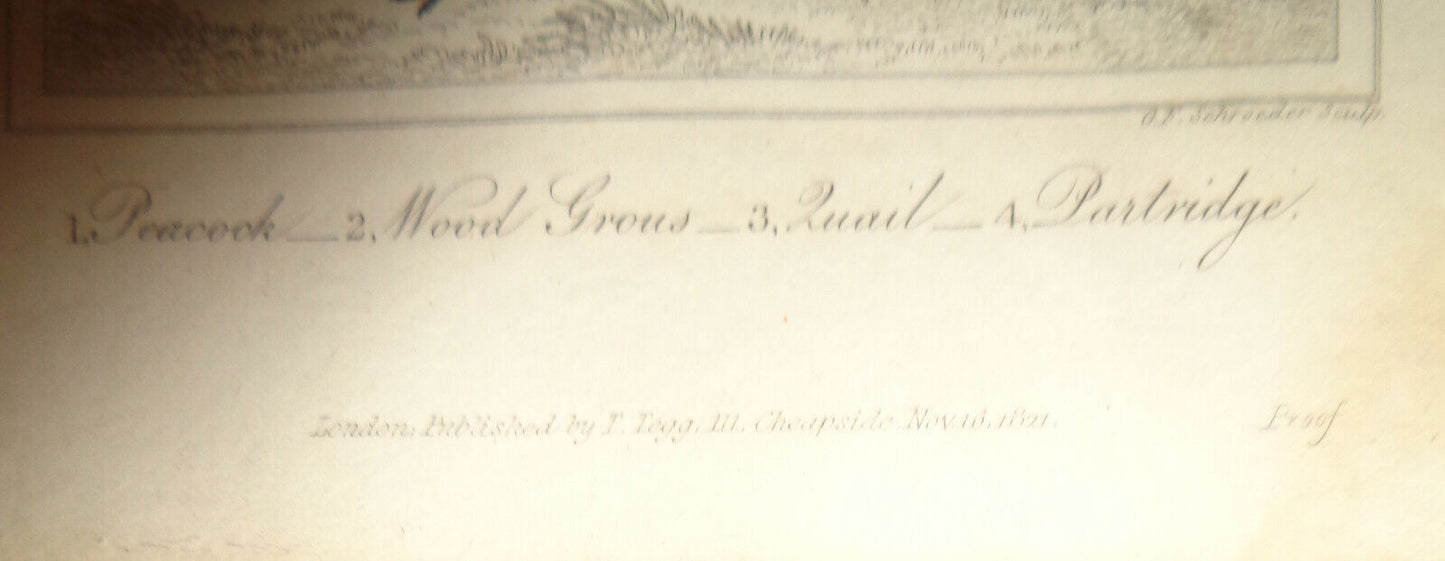 G.F. Schroeder Sculp.
1. Peacock — 2. Wood Grous — 3. Quail — 4. Partridge.
London, Published by T. Tegg, 111, Cheapside Nov. 16, 1821.
Proof